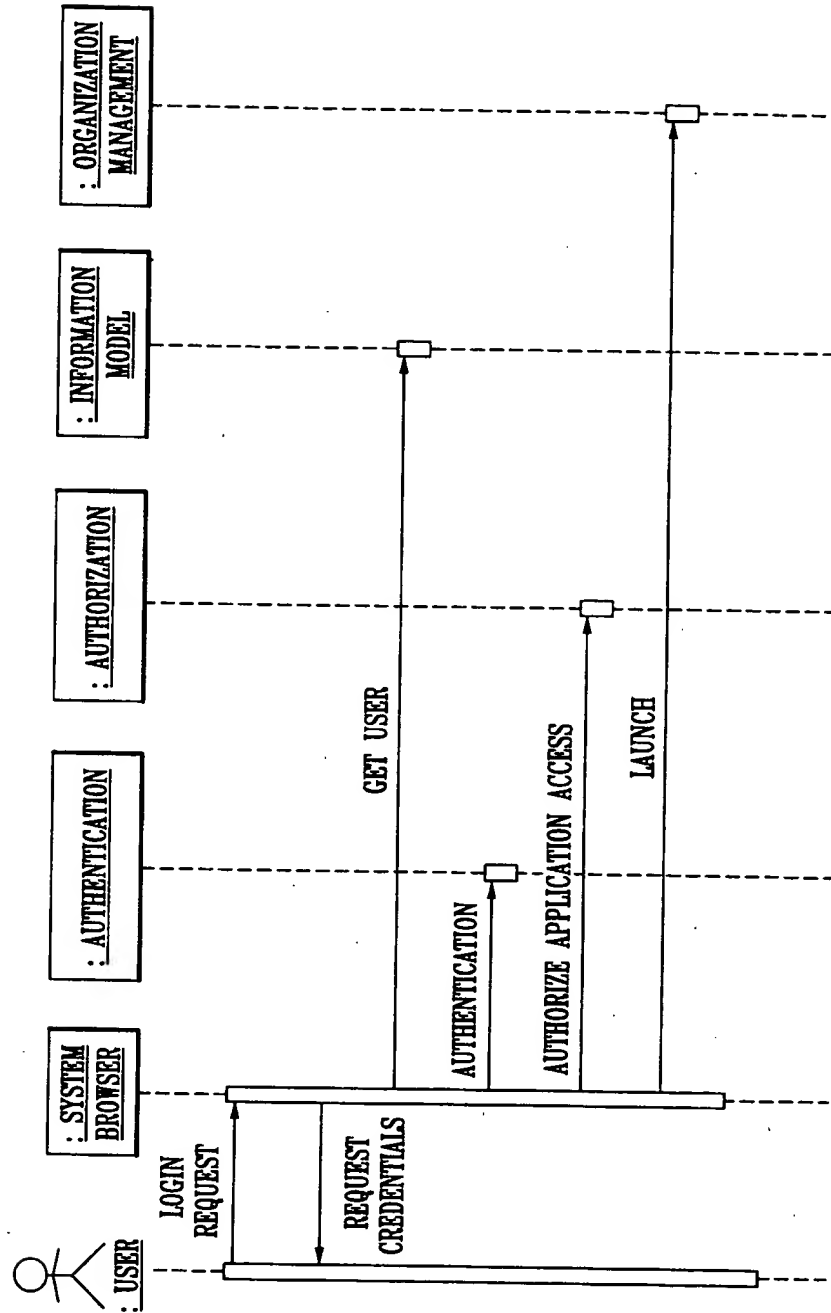 : USER
: SYSTEM
BROWSER
: AUTHENTICATION
: AUTHORIZATION
: INFORMATION
MODEL
: ORGANIZATION
MANAGEMENT
LOGIN
REQUEST
REQUEST
CREDENTIALS
GET USER
AUTHENTICATION
AUTHORIZE APPLICATION ACCESS
LAUNCH